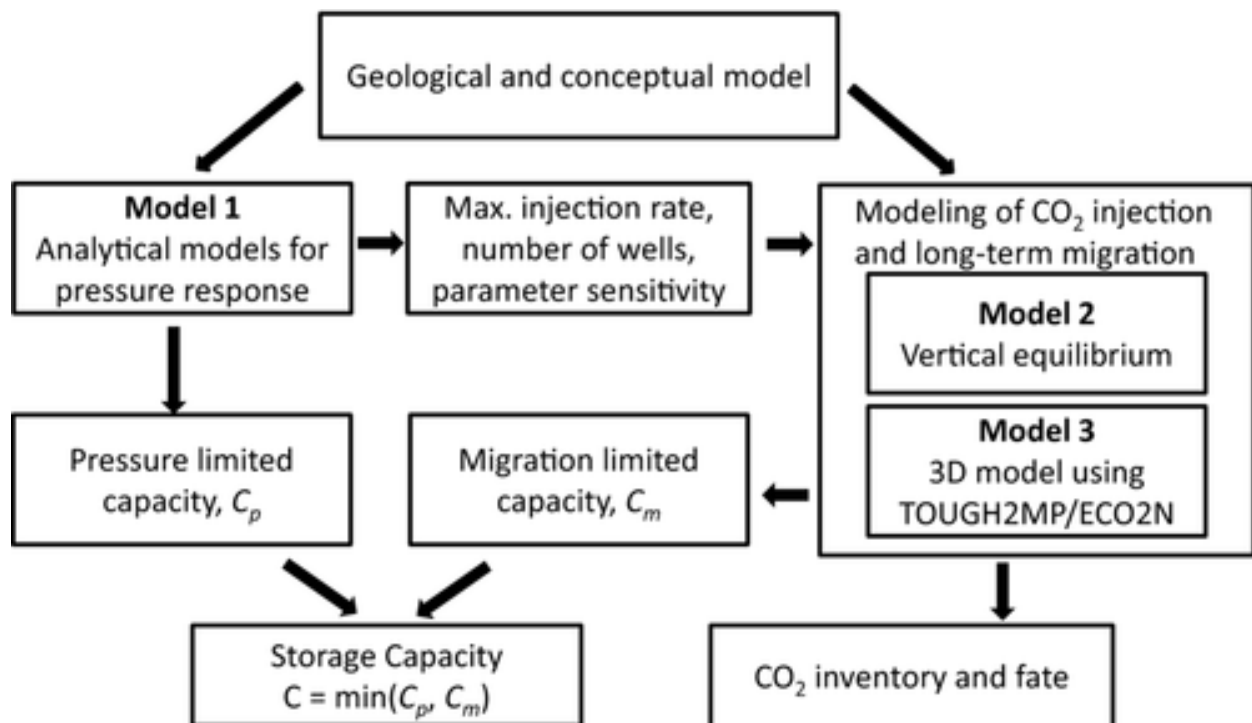 Geological and conceptual model
Model 1
Analytical models for
pressure response
Max. injection rate,
number of wells,
parameter sensitivity
Modeling of CO₂ injection
and long-term migration
Model 2
Vertical equilibrium
Model 3
3D model using
TOUGH2MP/ECO2N
Pressure limited
capacity, Cₚ
Migration limited
capacity, Cₘ
Storage Capacity
C = min(Cₚ, Cₘ)
CO₂ inventory and fate